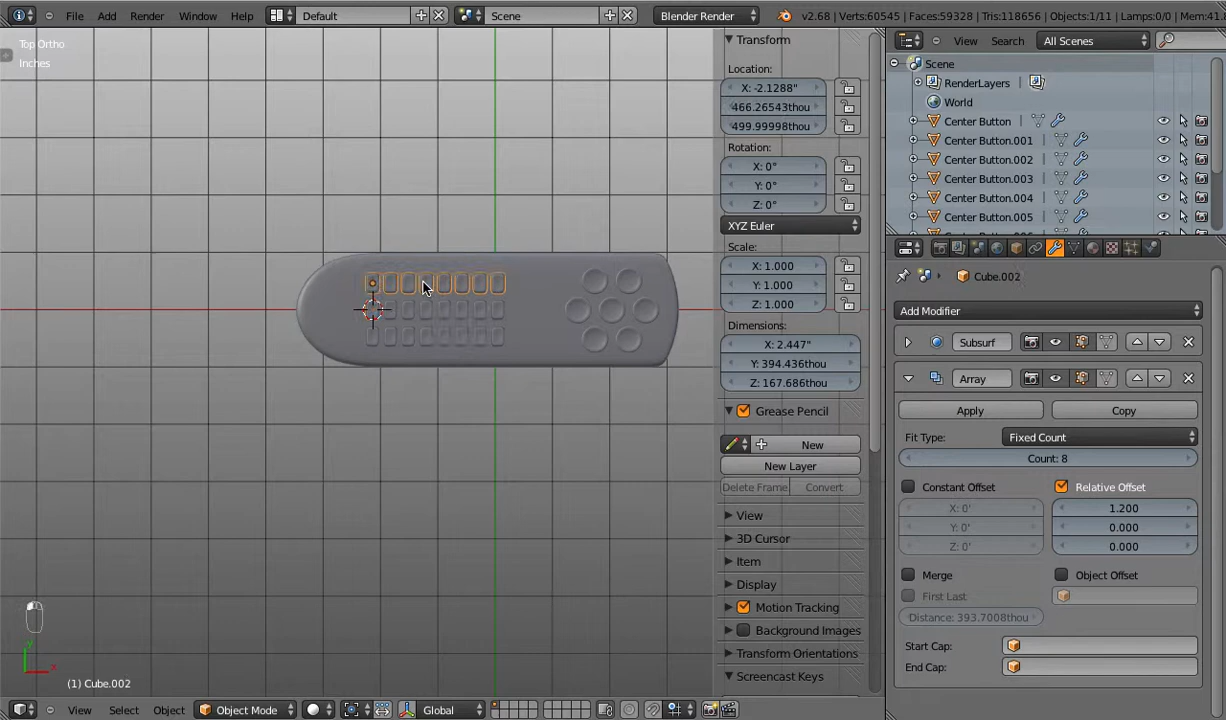 File Add Render Window Help Default Scene Blender Render v2.68 | Verts:60545 | Faces:59328 | Tris:118656 | Objects:1/11 | Lamps:0/0 | Mem:41.
Top Ortho
Inches
(1) Cube.002
View Select Object Object Mode Global
Transform
Location:
X: -2.1288"
466.26543thou
499.99998thou
Rotation:
X: 0°
Y: 0°
Z: 0°
XYZ Euler
Scale:
X: 1.000
Y: 1.000
Z: 1.000
Dimensions:
X: 2.447"
Y: 394.436thou
Z: 167.686thou
Grease Pencil
New
New Layer
Delete Frame Convert
View
3D Cursor
Item
Display
Motion Tracking
Background Images
Transform Orientations
Screencast Keys
View Search All Scenes
Scene
RenderLayers
World
Center Button
Center Button.001
Center Button.002
Center Button.003
Center Button.004
Center Button.005
Cube.002
Add Modifier
Subsurf
Array
Apply Copy
Fit Type: Fixed Count
Count: 8
Constant Offset Relative Offset
X: 0' 1.200
Y: 0' 0.000
Z: 0' 0.000
Merge Object Offset
First Last
Distance: 393.7008thou
Start Cap:
End Cap: